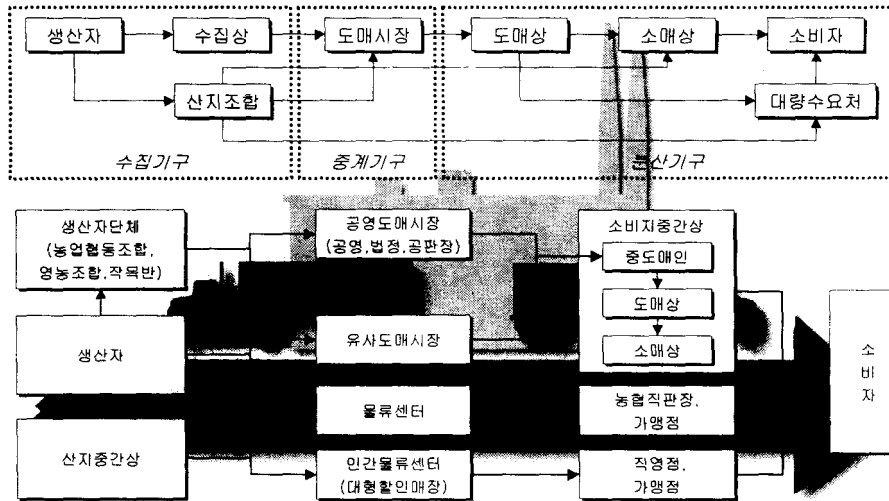 생산자
수집상
도매시장
도매상
소매상
소비자
산지조합
대량수요처
수집기구
중계기구
분산기구
생산자단체
(농업협동조합,
영농조합,작목반)
공영도매시장
(공영,법정,공판장)
소비지중간상
중도매인
도매상
소매상
생산자
유사도매시장
소비자
물류센터
농협직판장,
가맹점
산지중간상
인간물류센터
(대형할인매장)
직영점,
가맹점